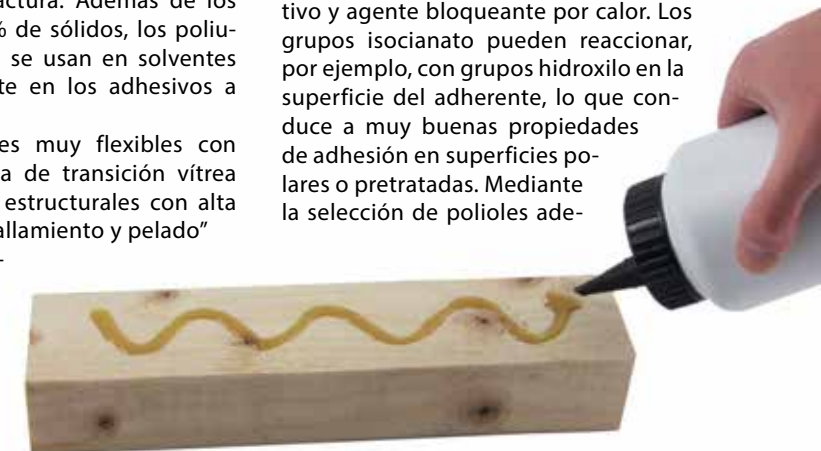 actura. Además de los
% de sólidos, los poliu-
se usan en solventes
te en los adhesivos a
es muy flexibles con
a de transición vítrea
estructurales con alta
allamiento y pelado”
-
tivo y agente bloqueante por calor. Los
grupos isocianato pueden reaccionar,
por ejemplo, con grupos hidroxilo en la
superficie del adherente, lo que con-
duce a muy buenas propiedades
de adhesión en superficies po-
lares o pretratadas. Mediante
la selección de polioles ade-